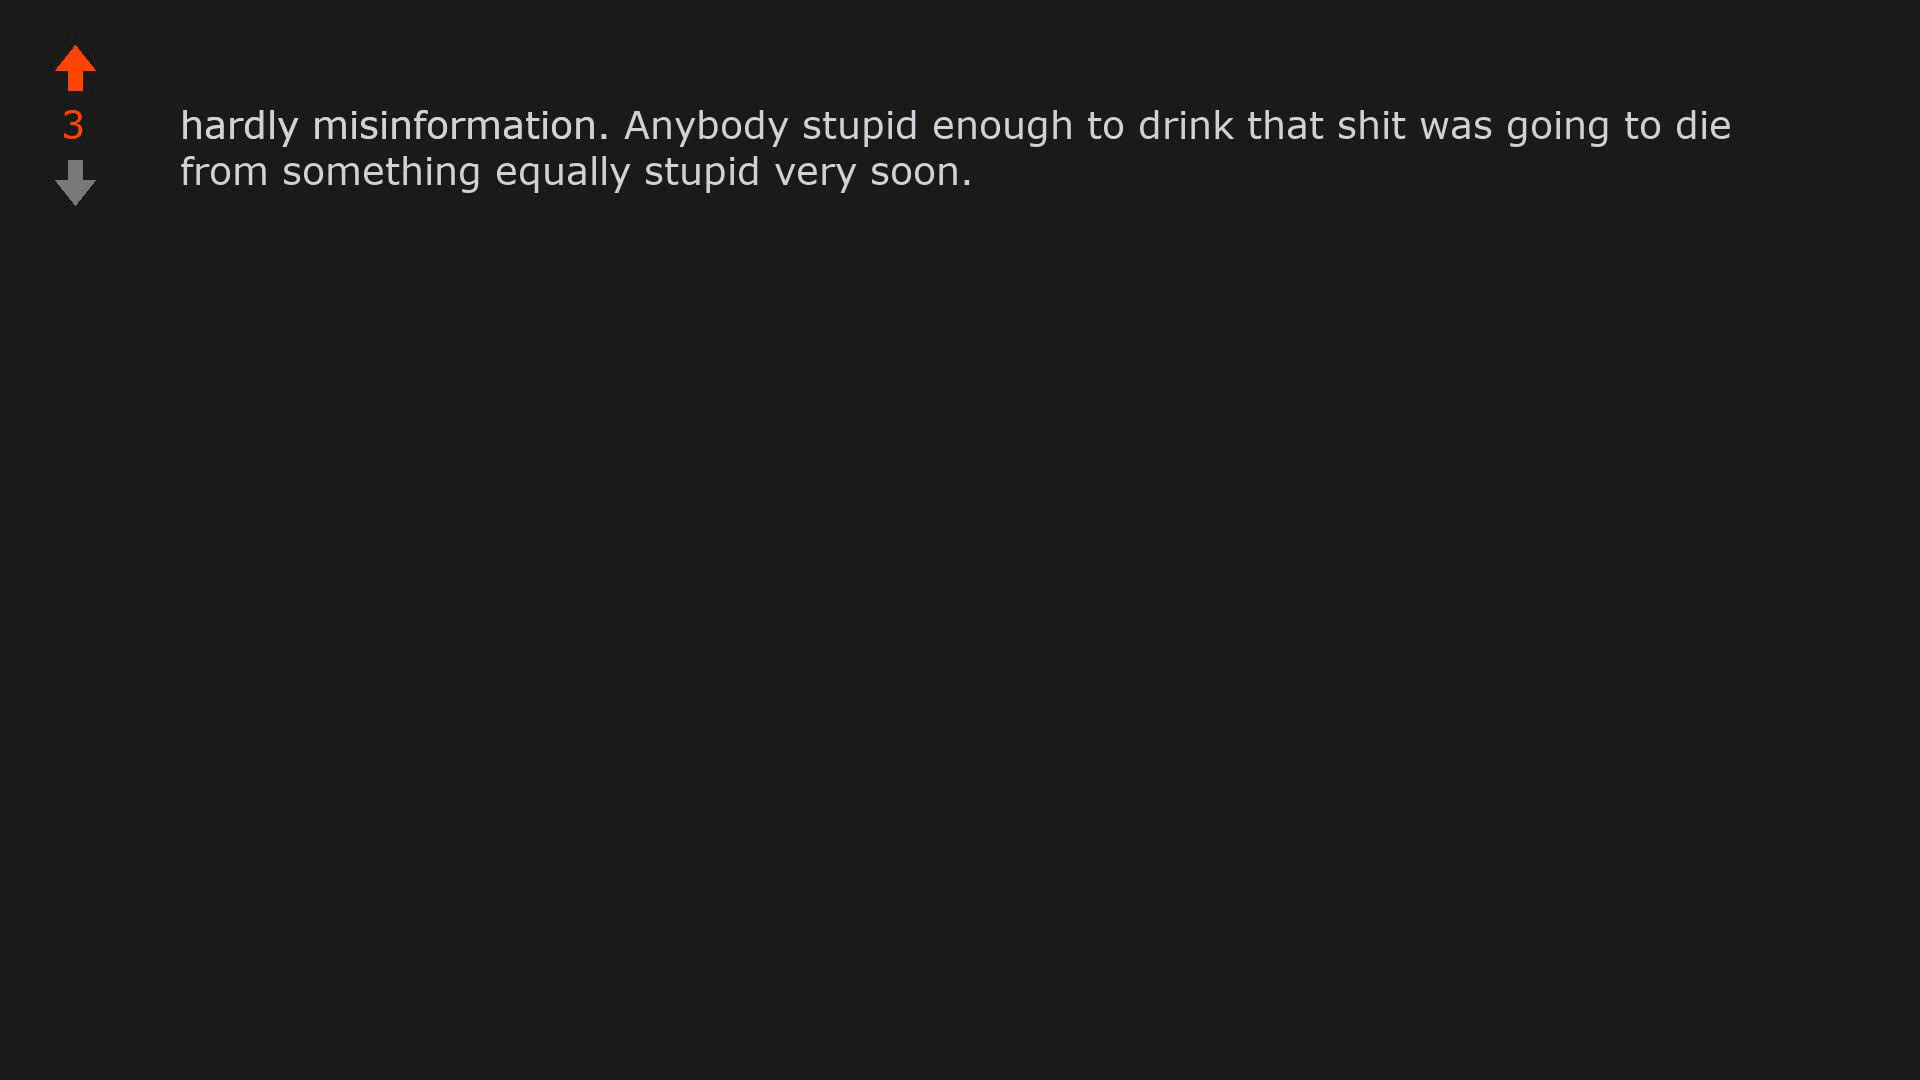 3
hardly misinformation. Anybody stupid enough to drink that shit was going to die
from something equally stupid very soon.